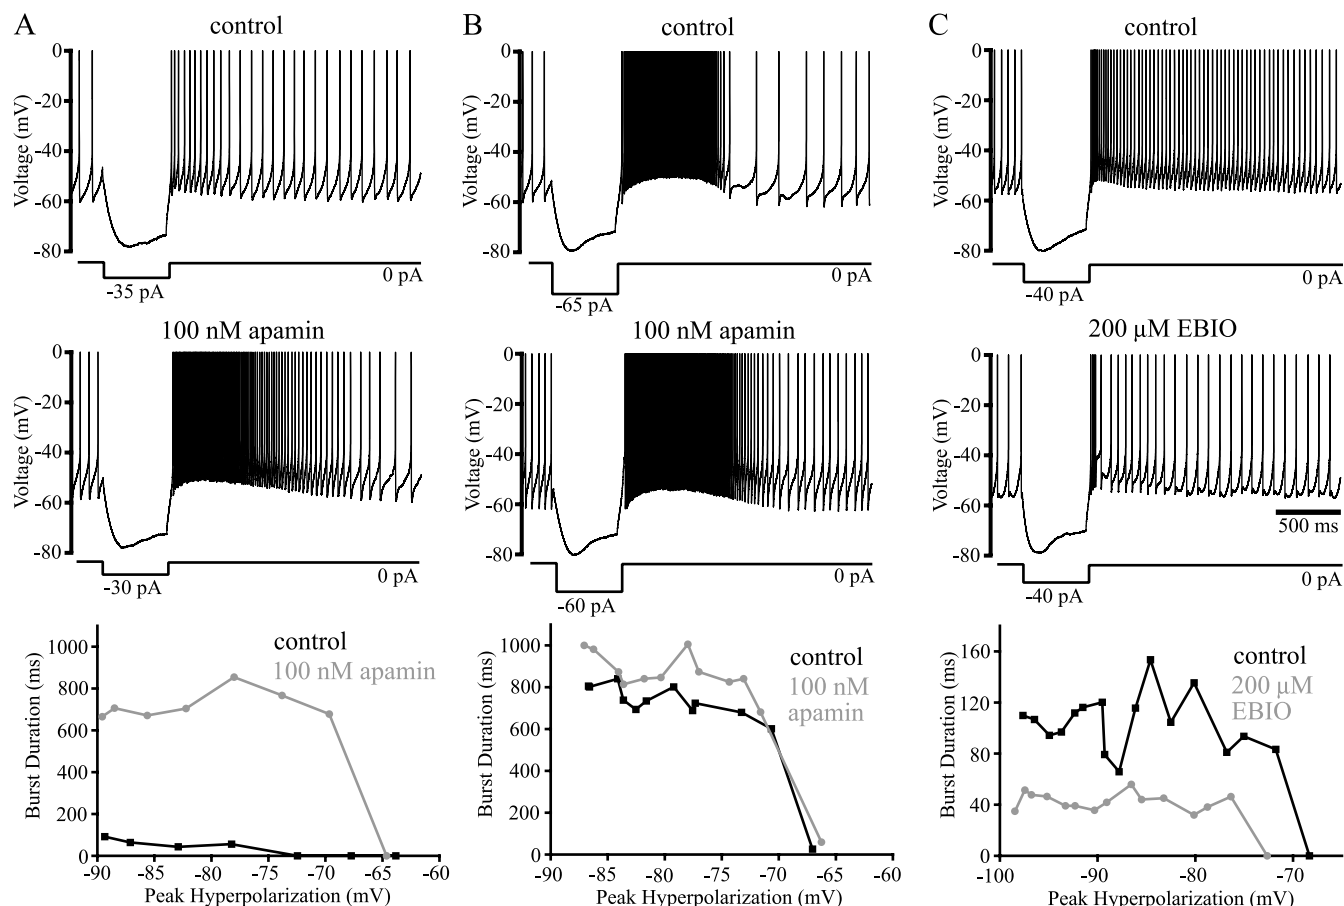 A
control
0
-20
-40
-60
-80
Voltage (mV)
0 pA
-35 pA
100 nM apamin
0
-20
-40
-60
-80
Voltage (mV)
0 pA
-30 pA
1000
800
600
400
200
0
Burst Duration (ms)
control
100 nM apamin
-90
-85
-80
-75
-70
-65
-60
Peak Hyperpolarization (mV)
B
control
0
-20
-40
-60
-80
Voltage (mV)
0 pA
-65 pA
100 nM apamin
0
-20
-40
-60
-80
Voltage (mV)
0 pA
-60 pA
1000
800
600
400
200
0
Burst Duration (ms)
control
100 nM
apamin
-90
-85
-80
-75
-70
-65
Peak Hyperpolarization (mV)
C
control
0
-20
-40
-60
-80
Voltage (mV)
0 pA
-40 pA
200 μM EBIO
0
-20
-40
-60
-80
Voltage (mV)
500 ms
0 pA
-40 pA
160
120
80
40
0
Burst Duration (ms)
control
200 μM
EBIO
-100
-90
-80
-70
Peak Hyperpolarization (mV)